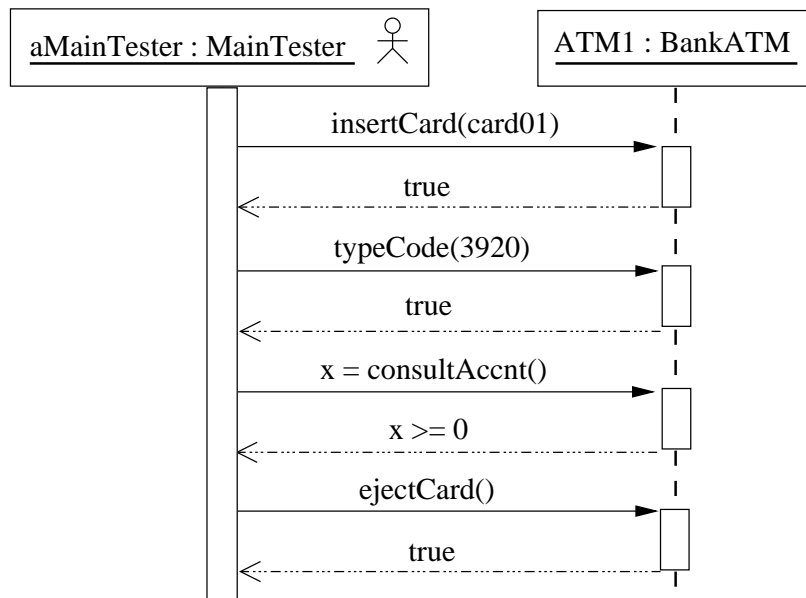 aMainTester : MainTester
ATM1 : BankATM
insertCard(card01)
true
typeCode(3920)
true
x = consultAccnt()
x >= 0
ejectCard()
true